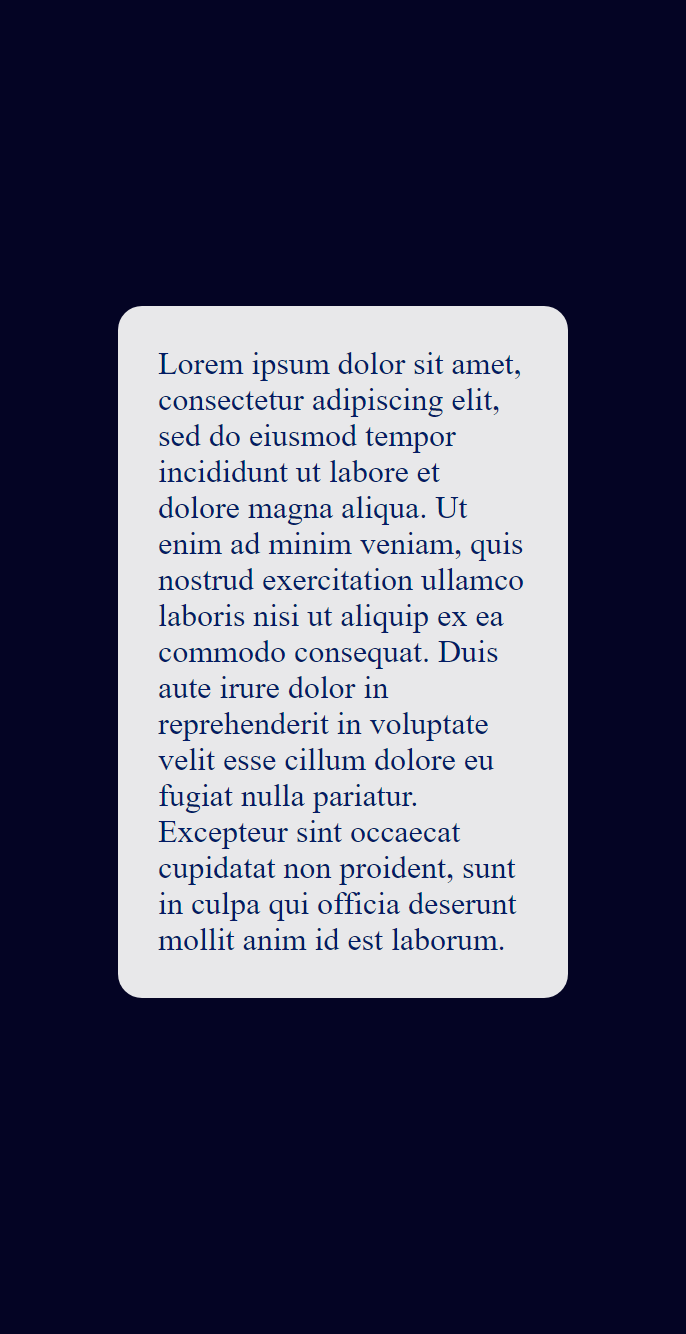 Lorem ipsum dolor sit amet,
consectetur adipiscing elit,
sed do eiusmod tempor
incididunt ut labore et
dolore magna aliqua. Ut
enim ad minim veniam, quis
nostrud exercitation ullamco
laboris nisi ut aliquip ex ea
commodo consequat. Duis
aute irure dolor in
reprehenderit in voluptate
velit esse cillum dolore eu
fugiat nulla pariatur.
Excepteur sint occaecat
cupidatat non proident, sunt
in culpa qui officia deserunt
mollit anim id est laborum.